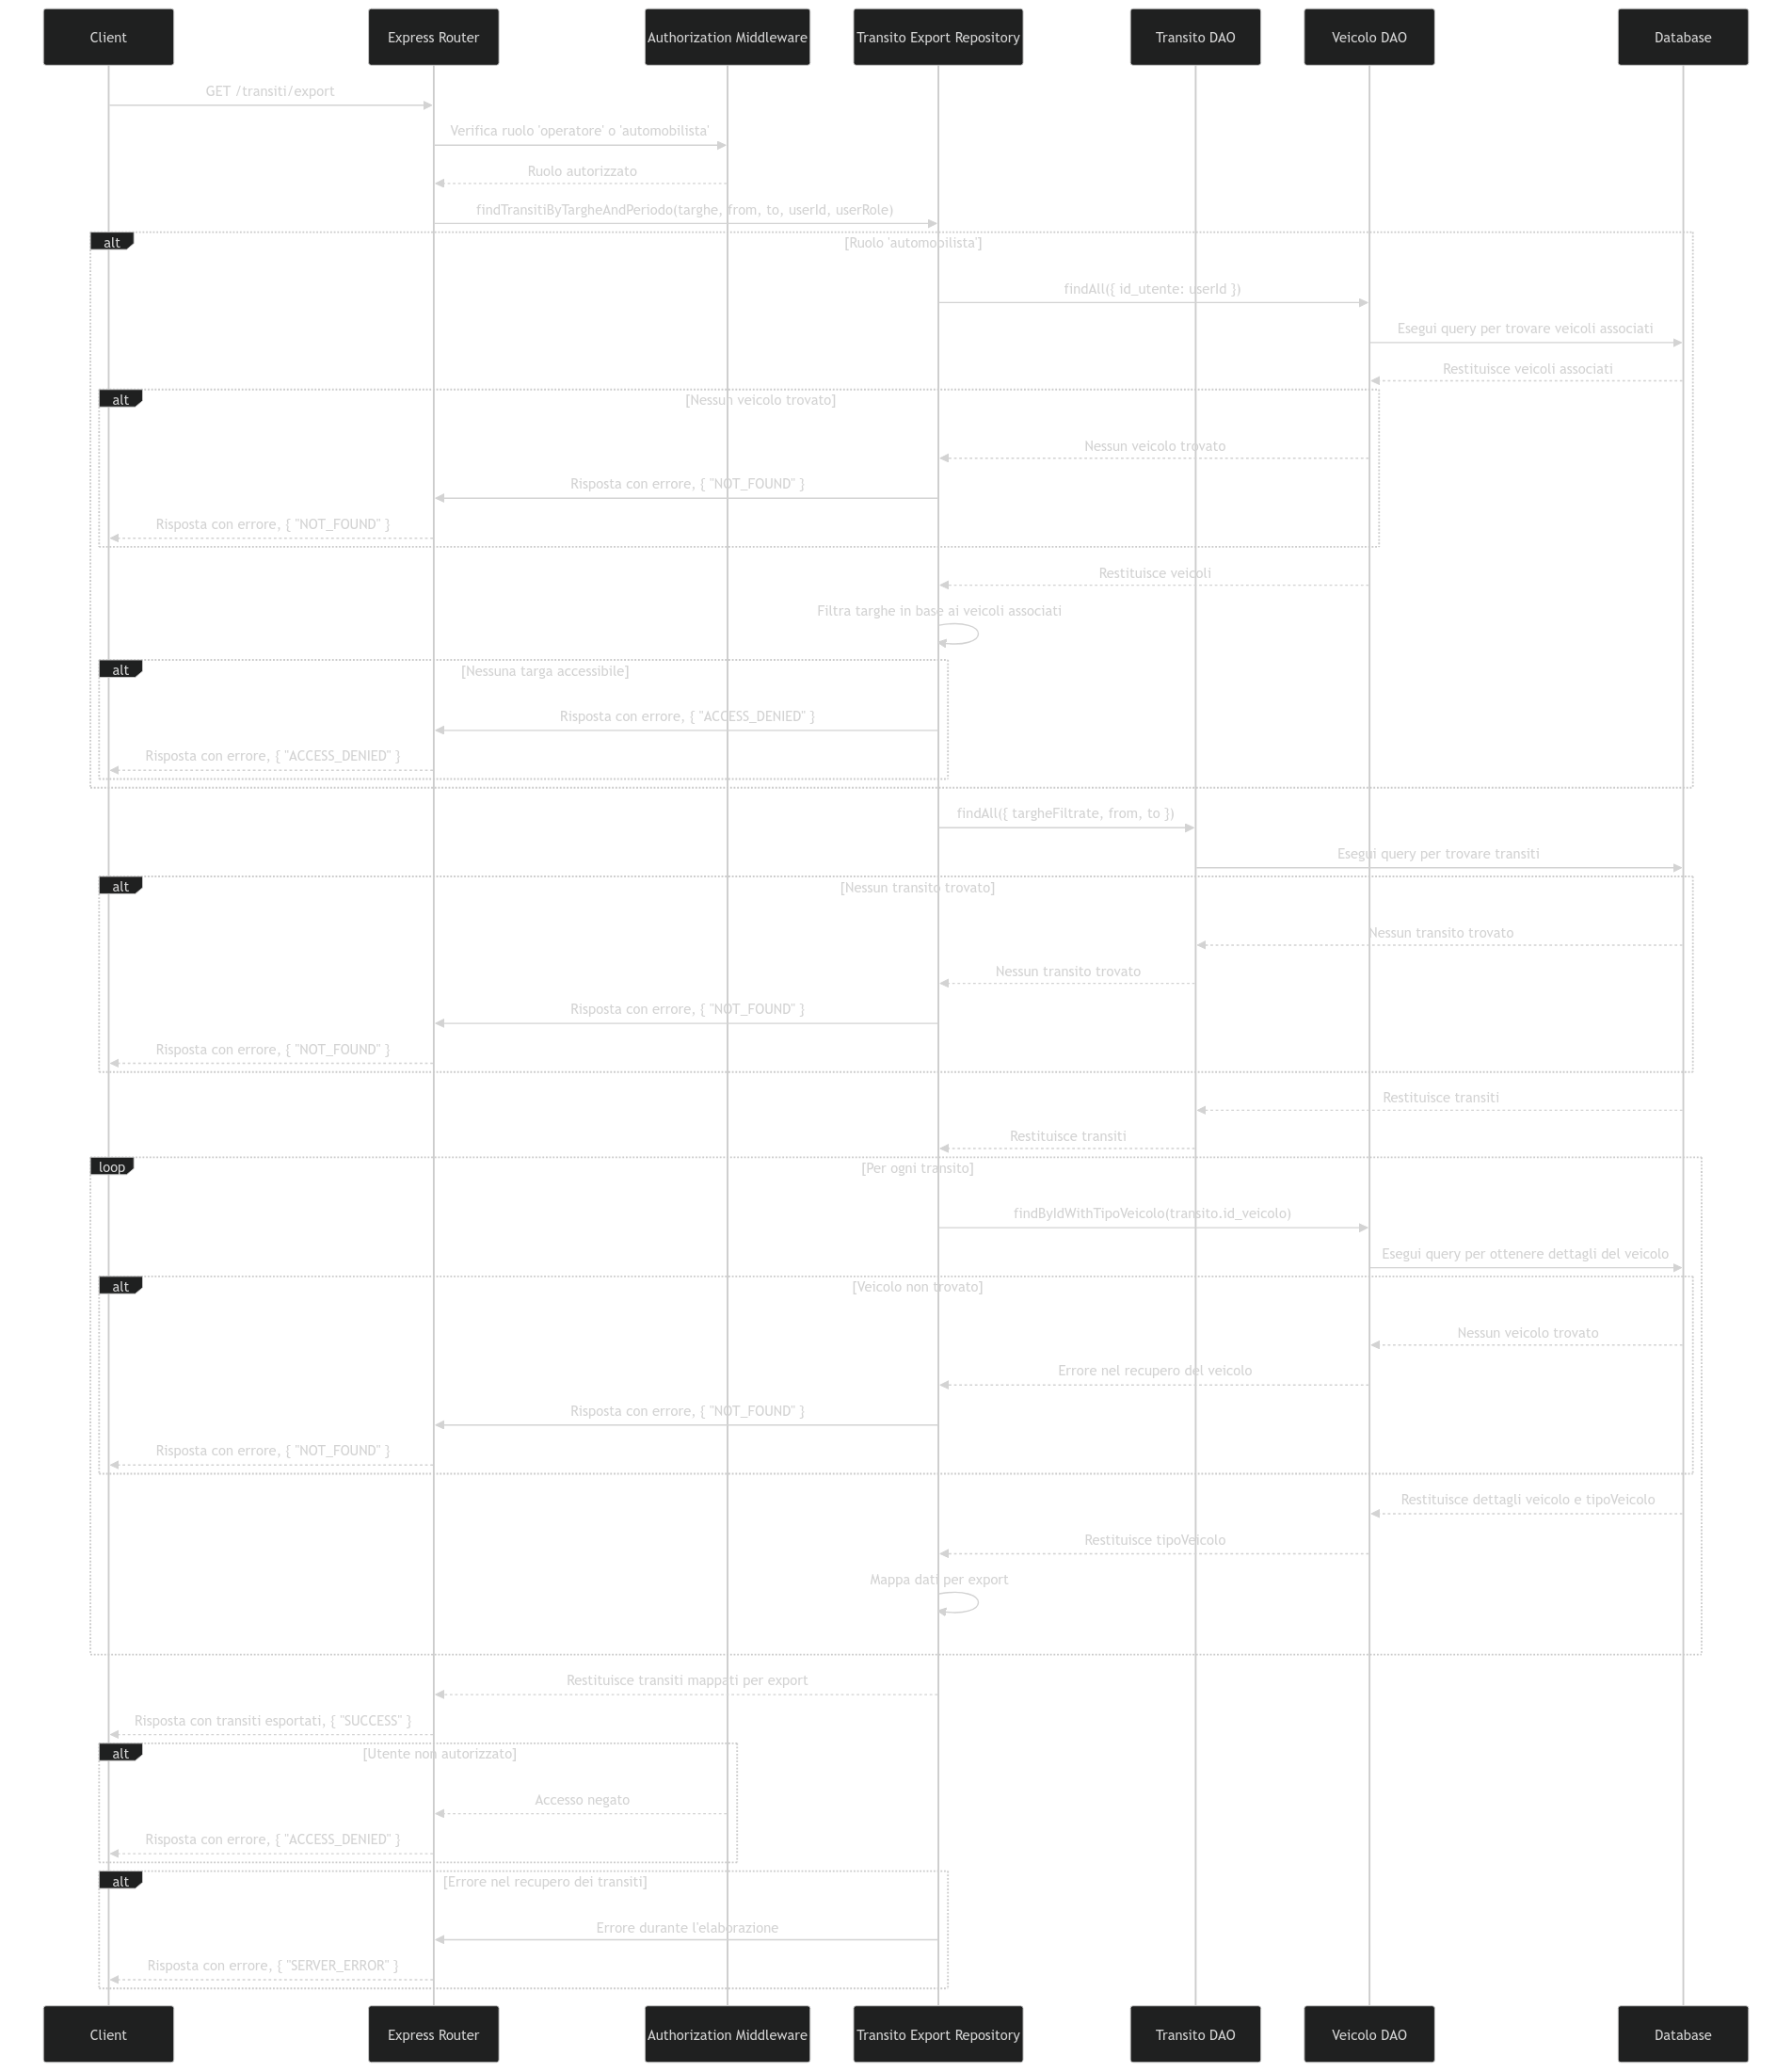 Client
Express Router
Authorization Middleware
Transito Export Repository
Transito DAO
Veicolo DAO
Database
GET /transiti/export
Verifica ruolo 'operatore' o 'automobilista'
Ruolo autorizzato
findTransitiByTargheAndPeriodo(targhe, from, to, userId, userRole)
alt
[Ruolo 'automobilista']
findAll({ id_utente: userId })
Esegui query per trovare veicoli associati
Restituisce veicoli associati
alt
[Nessun veicolo trovato]
Nessun veicolo trovato
Risposta con errore, { "NOT_FOUND" }
Risposta con errore, { "NOT_FOUND" }
Restituisce veicoli
Filtra targhe in base ai veicoli associati
alt
[Nessuna targa accessibile]
Risposta con errore, { "ACCESS_DENIED" }
Risposta con errore, { "ACCESS_DENIED" }
findAll({ targheFiltrate, from, to })
Esegui query per trovare transiti
alt
[Nessun transito trovato]
Nessun transito trovato
Nessun transito trovato
Risposta con errore, { "NOT_FOUND" }
Risposta con errore, { "NOT_FOUND" }
Restituisce transiti
Restituisce transiti
loop
[Per ogni transito]
findByIdWithTipoVeicolo(transito.id_veicolo)
Esegui query per ottenere dettagli del veicolo
alt
[Veicolo non trovato]
Nessun veicolo trovato
Errore nel recupero del veicolo
Risposta con errore, { "NOT_FOUND" }
Risposta con errore, { "NOT_FOUND" }
Restituisce dettagli veicolo e tipoVeicolo
Restituisce tipoVeicolo
Mappa dati per export
Restituisce transiti mappati per export
Risposta con transiti esportati, { "SUCCESS" }
alt
[Utente non autorizzato]
Accesso negato
Risposta con errore, { "ACCESS_DENIED" }
alt
[Errore nel recupero dei transiti]
Errore durante l'elaborazione
Risposta con errore, { "SERVER_ERROR" }
Client
Express Router
Authorization Middleware
Transito Export Repository
Transito DAO
Veicolo DAO
Database